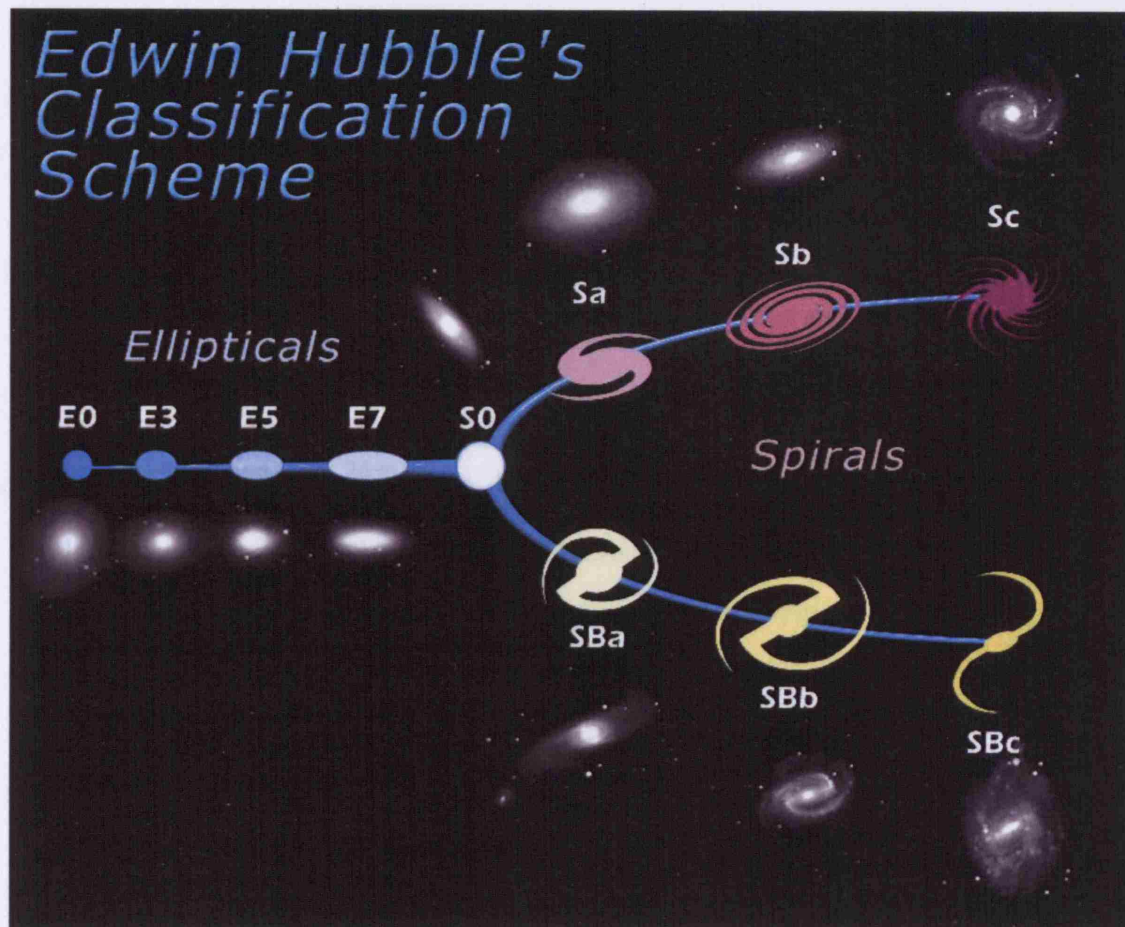 Edwin Hubble's
Classification
Scheme
Sc
Sb
Sa
Ellipticals
E0 E3 E5 E7 S0
Spirals
SBa
SBb
SBc